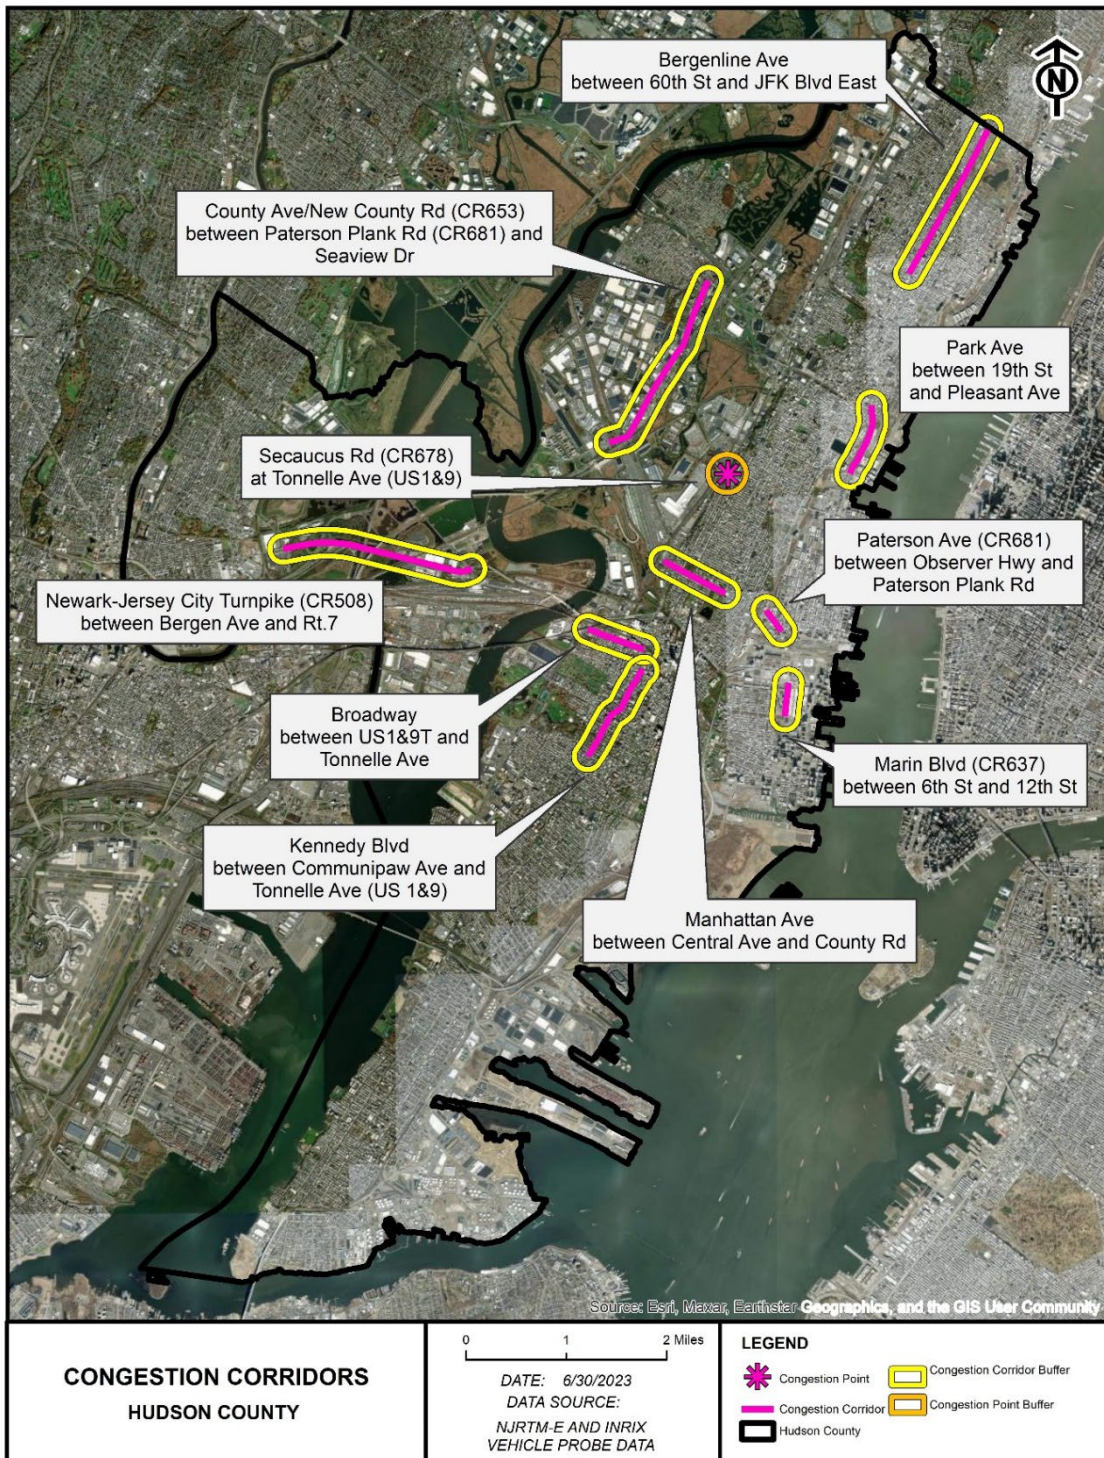 Bergenline Ave
between 60th St and JFK Blvd East
N
County Ave/New County Rd (CR653)
between Paterson Plank Rd (CR681) and
Seaview Dr
Park Ave
between 19th St
and Pleasant Ave
Secaucus Rd (CR678)
at Tonnelle Ave (US1&9)
Paterson Ave (CR681)
between Observer Hwy and
Paterson Plank Rd
Newark-Jersey City Turnpike (CR508)
between Bergen Ave and Rt.7
Broadway
between US1&9T and
Tonnelle Ave
Marin Blvd (CR637)
between 6th St and 12th St
Kennedy Blvd
between Communipaw Ave and
Tonnelle Ave (US 1&9)
Manhattan Ave
between Central Ave and County Rd
Source: Esri, Maxar, Earthstar Geographics, and the GIS User Community
CONGESTION CORRIDORS
HUDSON COUNTY
0 1 2 Miles
DATE: 6/30/2023
DATA SOURCE:
NJRTM-E AND INRIX
VEHICLE PROBE DATA
LEGEND
Congestion Point
Congestion Corridor
Hudson County
Congestion Corridor Buffer
Congestion Point Buffer